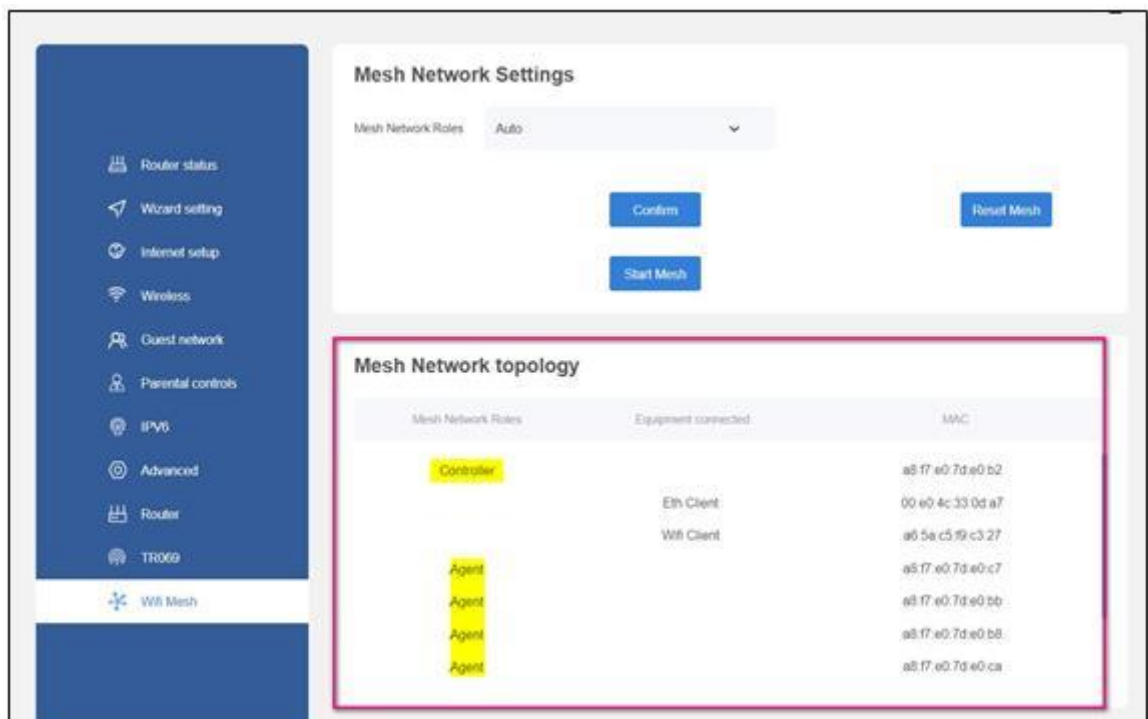 Mesh Network Settings
Mesh Network Roles Auto
Router status
Wizard setting
Confirm Reset Mesh
Internet setup
Start Mesh
Wireless
Guest network
Mesh Network topology
Parental controls
Mesh Network Roles Equipment connected MAC
IPV6
Advanced
Controller a8:f7:e0:7d:e0:b2
Router
Eth Client 00:e0:4c:33:0d:a7
Wifi Client a6:5a:c5:f9:c3:27
TR069
Agent a8:f7:e0:7d:e0:c7
Wifi Mesh
Agent a8:f7:e0:7d:e0:bb
Agent a8:f7:e0:7d:e0:b8
Agent a8:f7:e0:7d:e0:ca